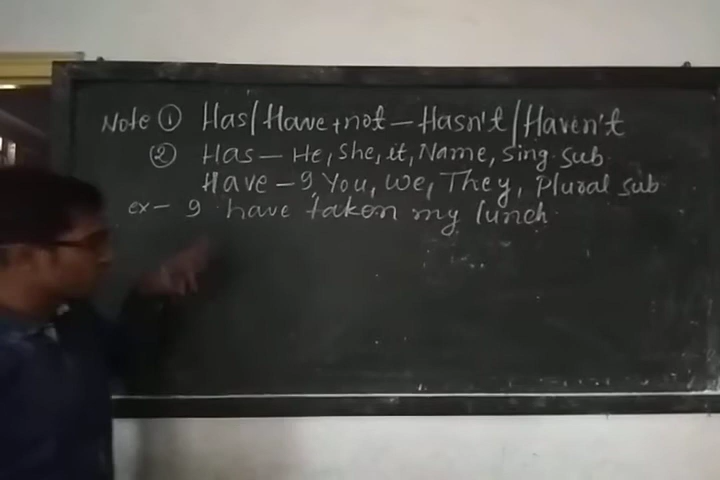 Note ① Has/Have+not-Hasn't/Haven't
② Has-He, She, it, Name, Sing. Sub
Have-I, You, We, They, Plural sub
ex- I have taken my lunch.